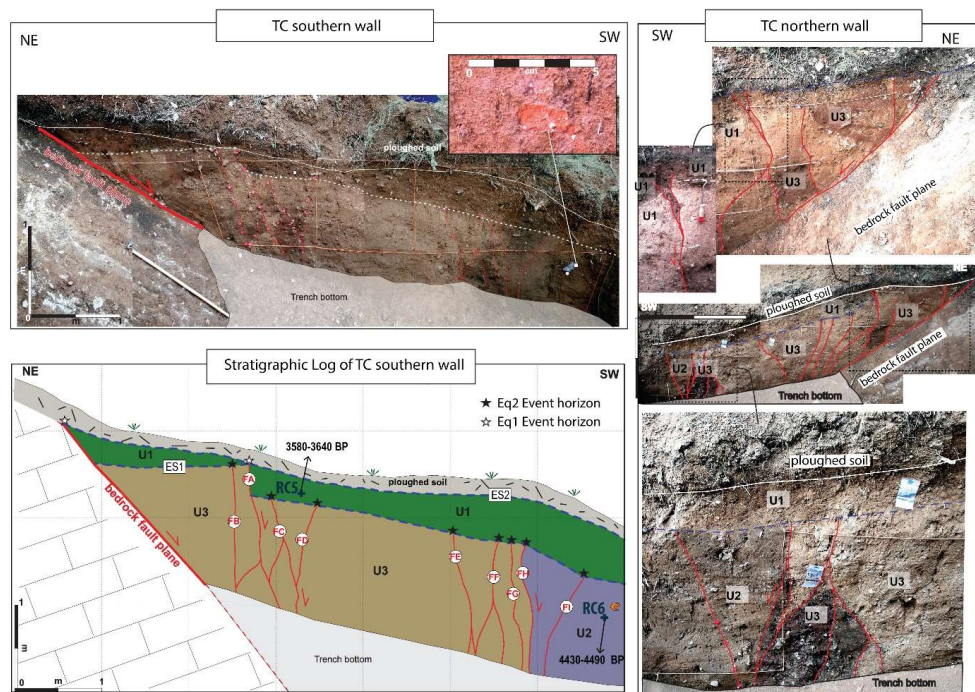 TC southern wall
NE
SW
0
5
cm
ploughed soil
bedrock fault plane
1
m
Trench bottom
0
m
1
Stratigraphic Log of TC southern wall
NE
SW
★ Eq2 Event horizon
☆ Eq1 Event horizon
3580-3640 BP
U1
ES1
FA
RC5
ploughed soil
ES2
U1
bedrock fault plane
U3
FB
FC
FD
U3
FE
FF
FG
FH
FI
RC6
U2
4430-4490 BP
1
m
0
m
1
Trench bottom
TC northern wall
SW
NE
U1
U3
U1
U1
U3
U1
bedrock fault plane
SW
NE
ploughed soil
U1
U3
U3
U2
U3
bedrock fault plane
Trench bottom
ploughed soil
U1
U2
U3
U3
Trench bottom